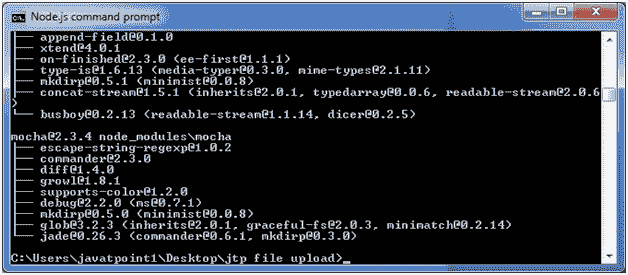 Node.js command prompt
├── append-field@0.1.0
├── xtend@4.0.1
├── on-finished@2.3.0 (ee-first@1.1.1)
├── type-is@1.6.13 (media-typer@0.3.0, mime-types@2.1.11)
├── mkdirp@0.5.1 (minimist@0.0.8)
├── concat-stream@1.5.1 (inherits@2.0.1, typedarray@0.0.6, readable-stream@2.0.6
)
└── busboy@0.2.13 (readable-stream@1.1.14, dicer@0.2.5)
mocha@2.3.4 node_modules\mocha
├── escape-string-regexp@1.0.2
├── commander@2.3.0
├── diff@1.4.0
├── growl@1.8.1
├── supports-color@1.2.0
├── debug@2.2.0 (ms@0.7.1)
├── mkdirp@0.5.0 (minimist@0.0.8)
├── glob@3.2.3 (inherits@2.0.1, graceful-fs@2.0.3, minimatch@0.2.14)
└── jade@0.26.3 (commander@0.6.1, mkdirp@0.3.0)
C:\Users\javatpoint1\Desktop\jtp file upload>_